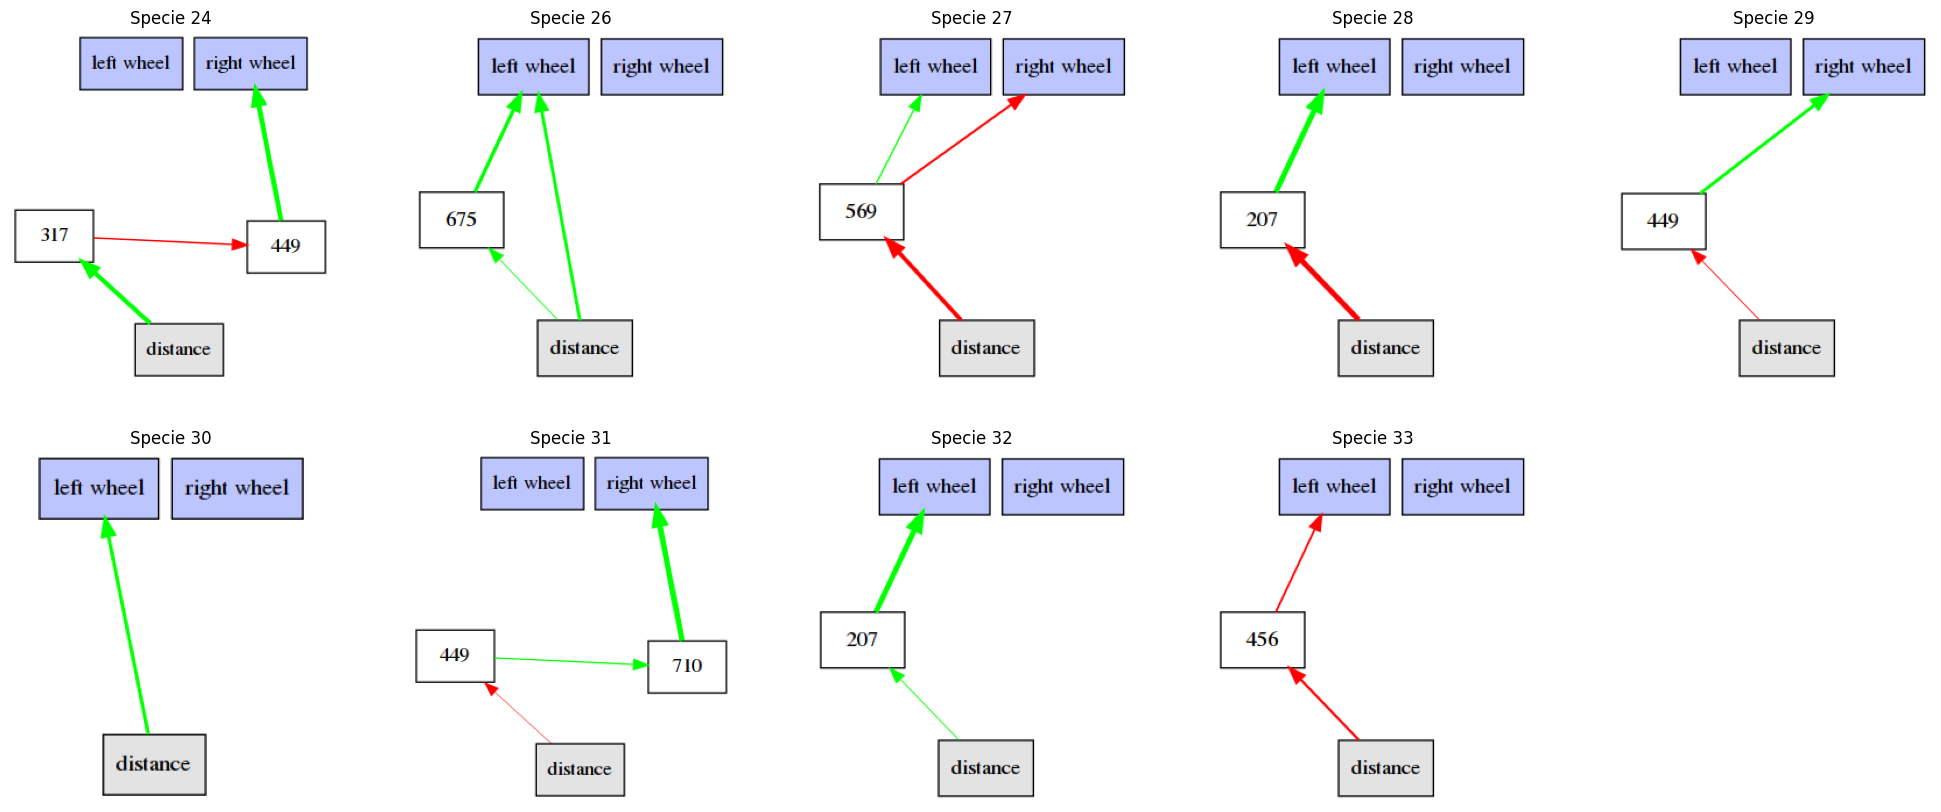 Specie 24
left wheel
right wheel
317
449
distance
Specie 26
left wheel
right wheel
675
distance
Specie 27
left wheel
right wheel
569
distance
Specie 28
left wheel
right wheel
207
distance
Specie 29
left wheel
right wheel
449
distance
Specie 30
left wheel
right wheel
distance
Specie 31
left wheel
right wheel
449
710
distance
Specie 32
left wheel
right wheel
207
distance
Specie 33
left wheel
right wheel
456
distance